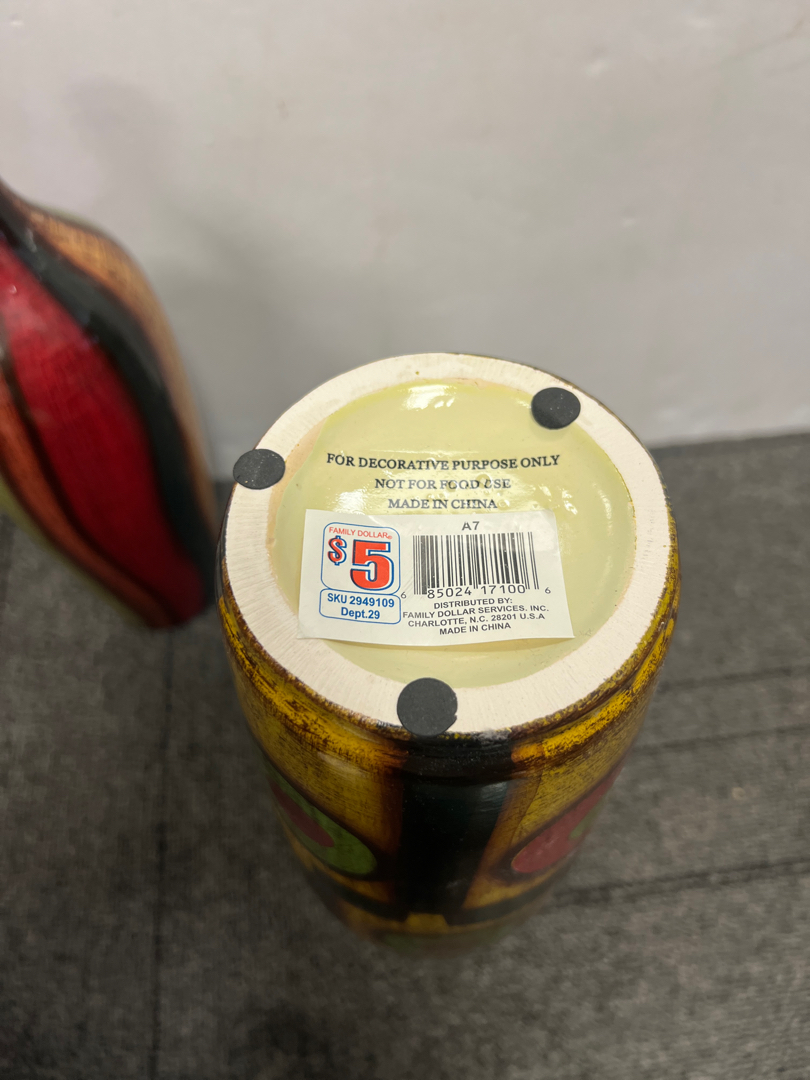 FOR DECORATIVE PURPOSE ONLY
NOT FOR FOOD USE
MADE IN CHINA
A7
FAMILY DOLLAR®
$5
SKU 2949109
Dept.29
6 85024 17100 6
DISTRIBUTED BY:
FAMILY DOLLAR SERVICES. INC.
CHARLOTTE, N.C. 28201 U.S.A
MADE IN CHINA